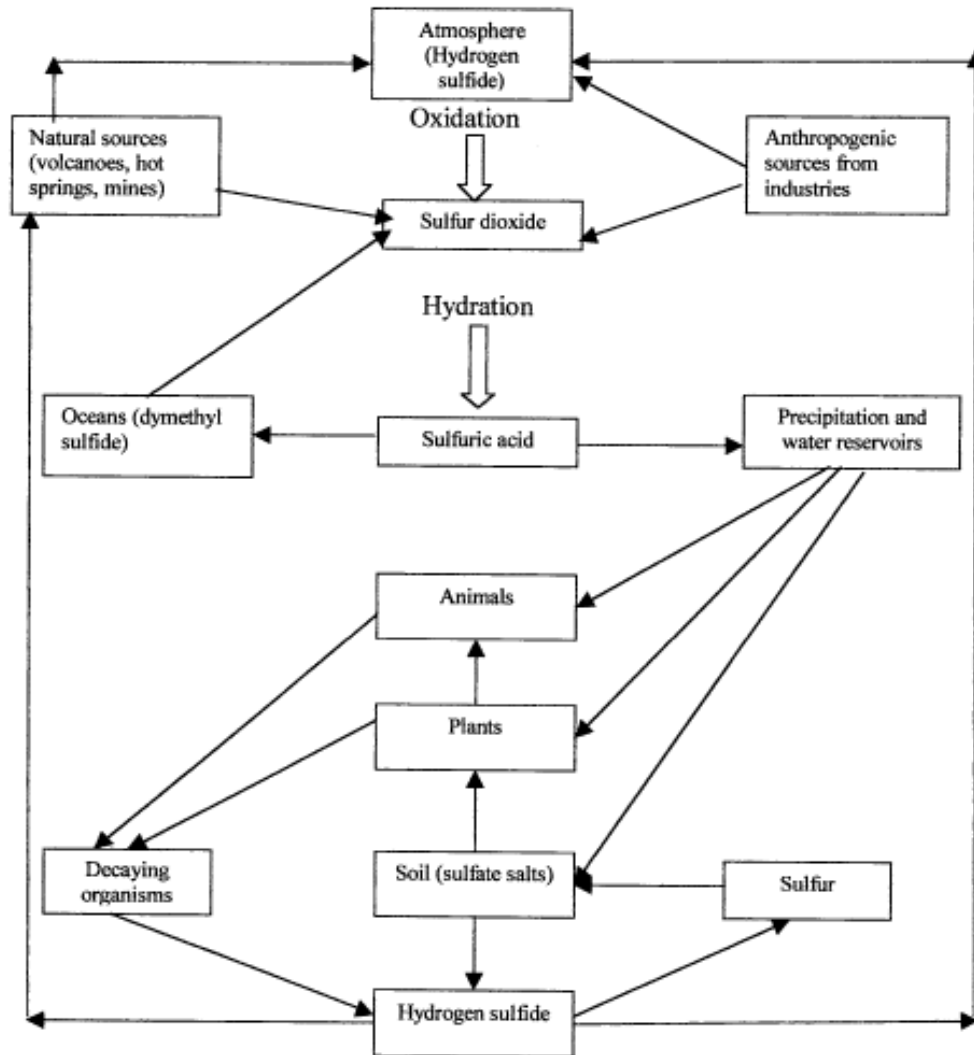 Atmosphere
(Hydrogen
sulfide)
Oxidation
Natural sources
(volcanoes, hot
springs, mines)
Anthropogenic
sources from
industries
Sulfur dioxide
Hydration
Oceans (dymethyl
sulfide)
Sulfuric acid
Precipitation and
water reservoirs
Animals
Plants
Decaying
organisms
Soil (sulfate salts)
Sulfur
Hydrogen sulfide